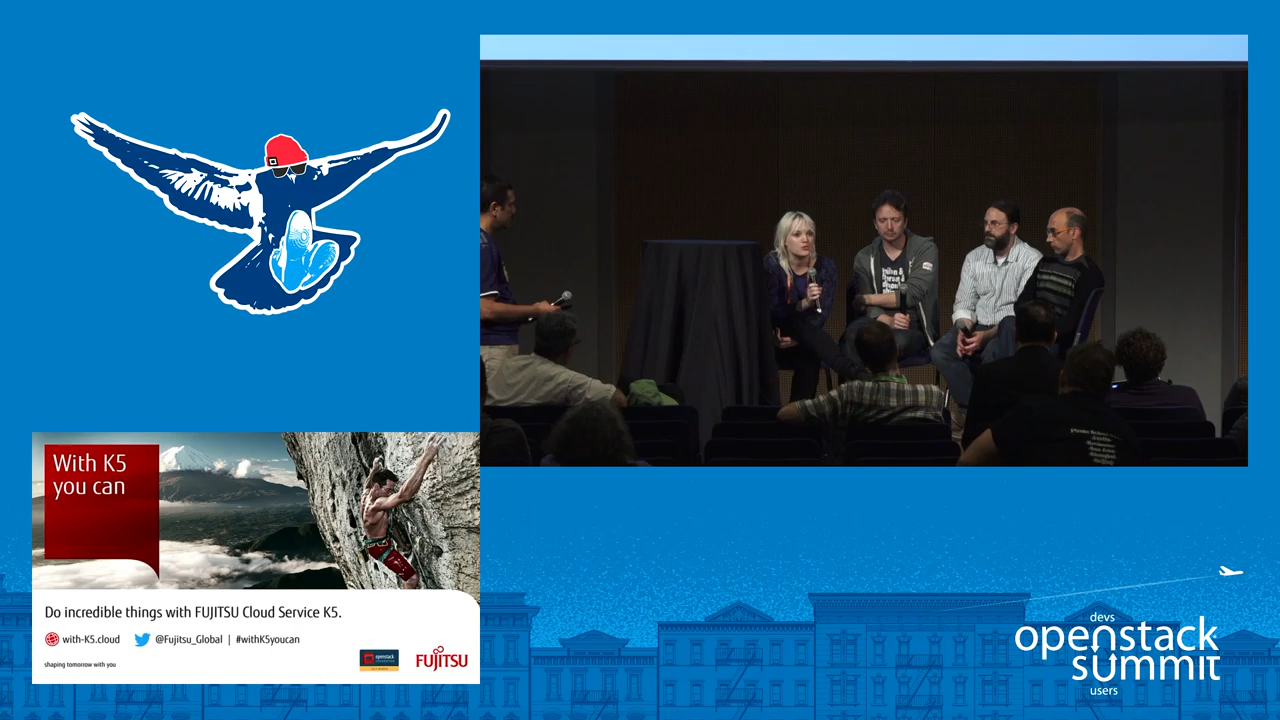 With K5
you can
Do incredible things with FUJITSU Cloud Service K5.
with-K5.cloud @Fujitsu_Global | #withK5youcan
shaping tomorrow with you
openstack
FUJITSU
devs
openstack
summit
users